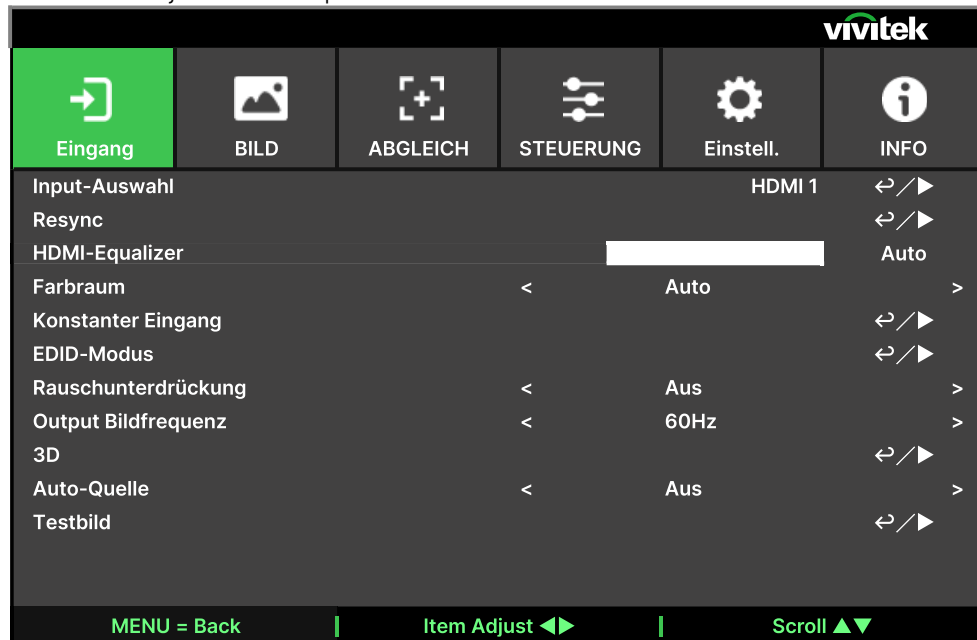 vivitek
Eingang BILD ABGLEICH STEUERUNG Einstell. INFO
Input-Auswahl HDMI 1 ↩/▶
Resync ↩/▶
HDMI-Equalizer Auto
Farbraum < Auto >
Konstanter Eingang ↩/▶
EDID-Modus ↩/▶
Rauschunterdrückung < Aus >
Output Bildfrequenz < 60Hz >
3D ↩/▶
Auto-Quelle < Aus >
Testbild ↩/▶
MENU = Back Item Adjust ◀▶ Scroll ▲▼